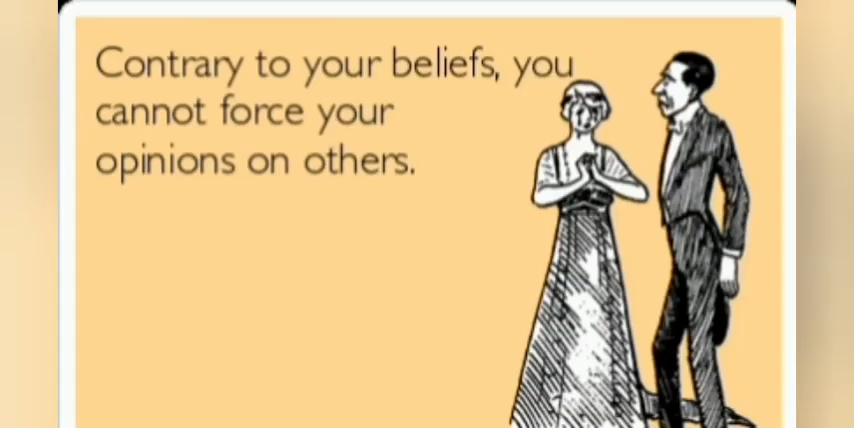 Contrary to your beliefs, you
cannot force your
opinions on others.